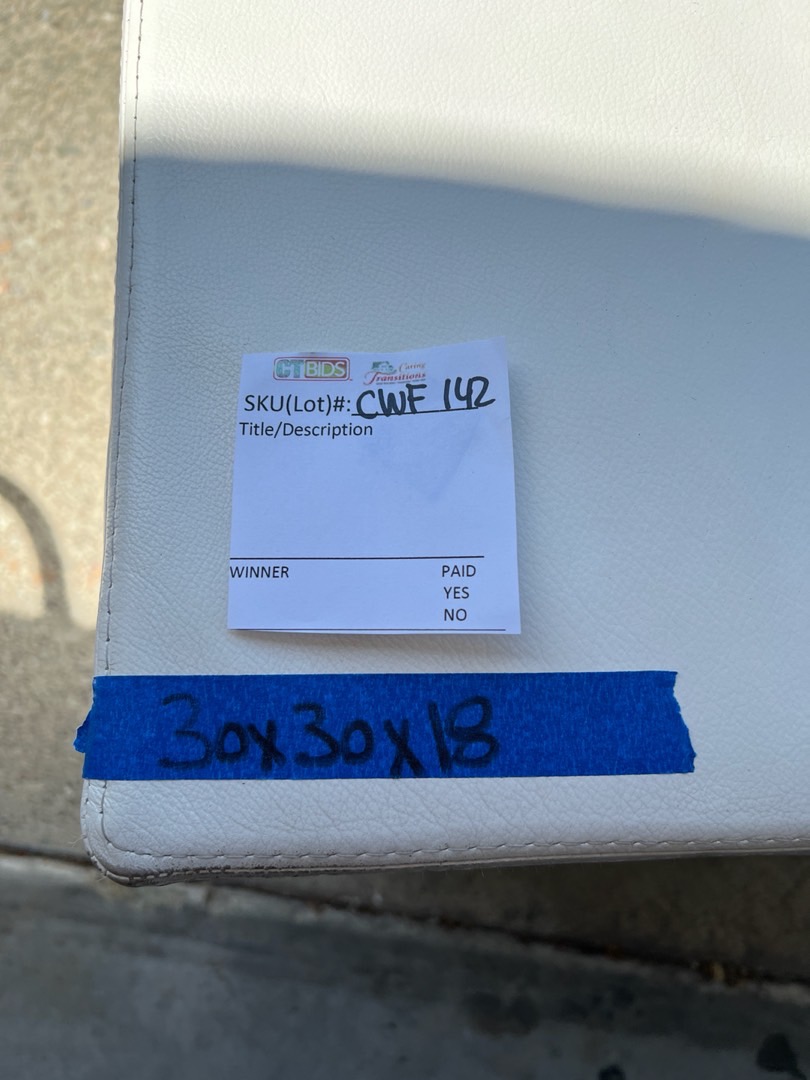 CTBIDS
Caring
Transitions
SKU(Lot)#: CWF 142
Title/Description
WINNER
PAID
YES
NO
30x30x18